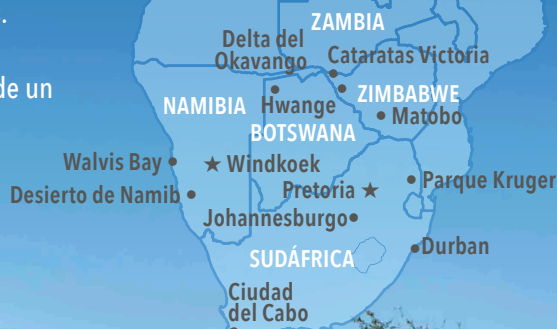 .
de un
ZAMBIA
Delta del
Okavango
Cataratas Victoria
NAMIBIA
Hwange
ZIMBABWE
Matobo
BOTSWANA
Walvis Bay
Windkoek
Pretoria
Parque Kruger
Desierto de Namib
Johannesburgo
Durban
SUDÁFRICA
Ciudad
del Cabo